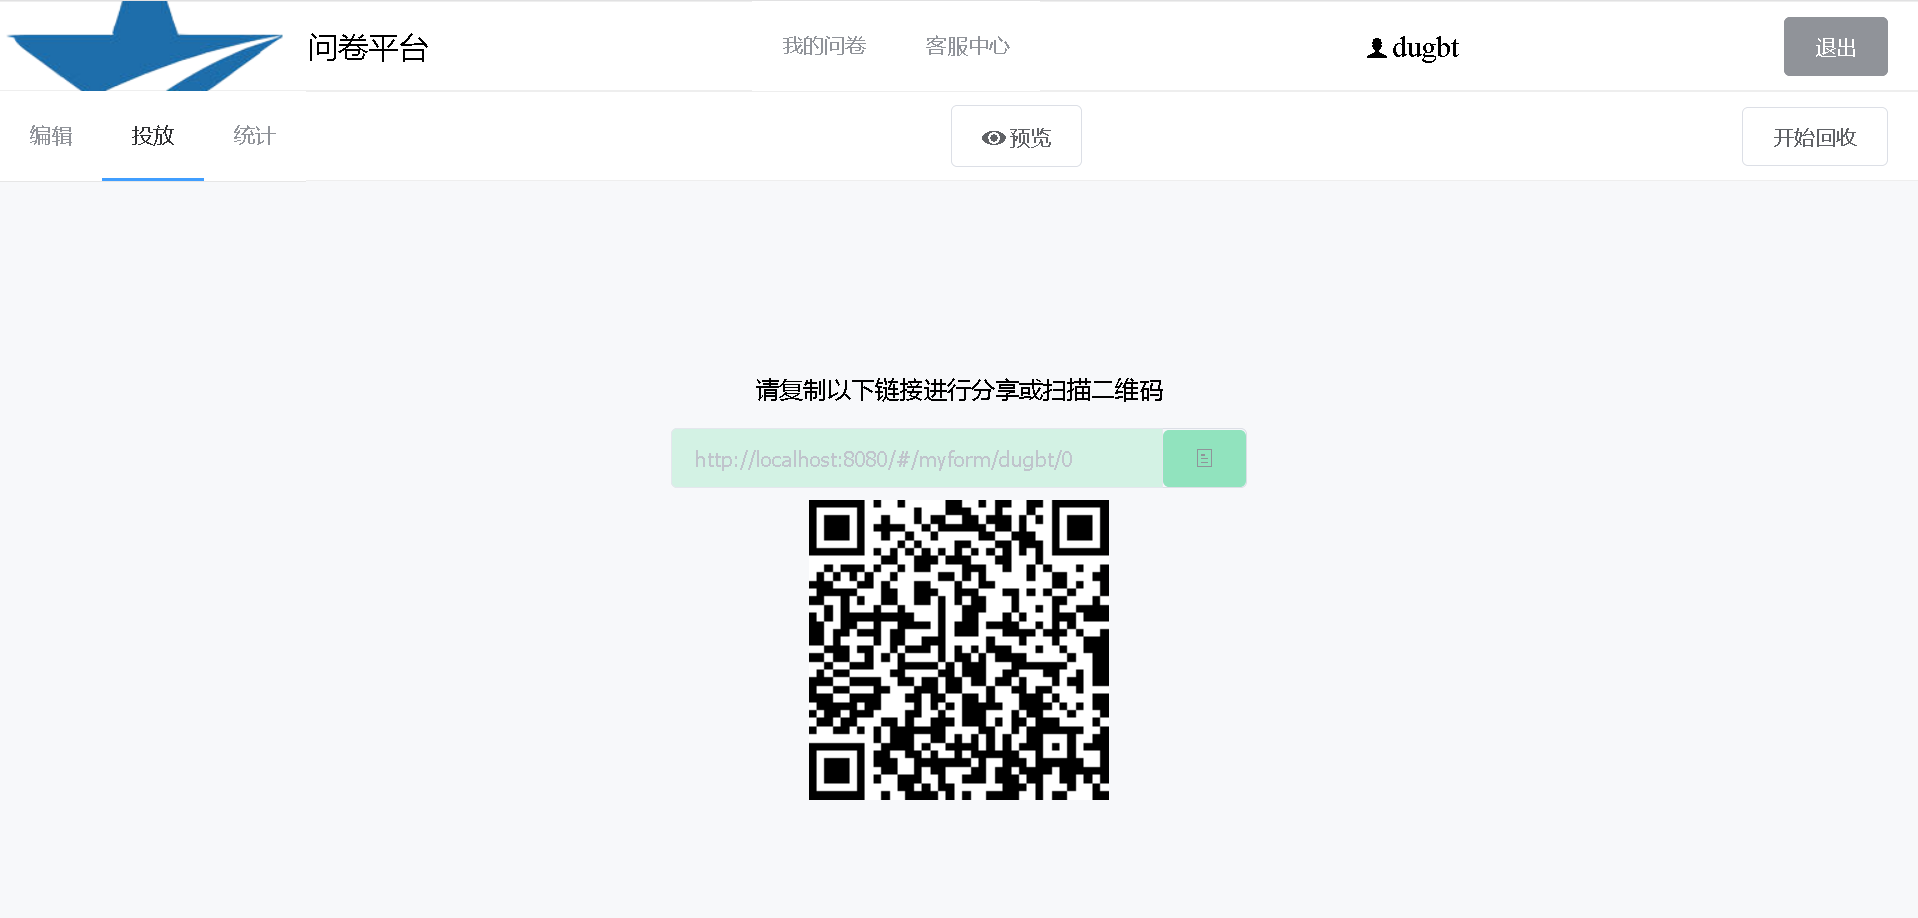 问卷平台
我的问卷 客服中心
dugbt
退出
编辑 投放 统计
预览
开始回收
请复制以下链接进行分享或扫描二维码
http://localhost:8080/#/myform/dugbt/0